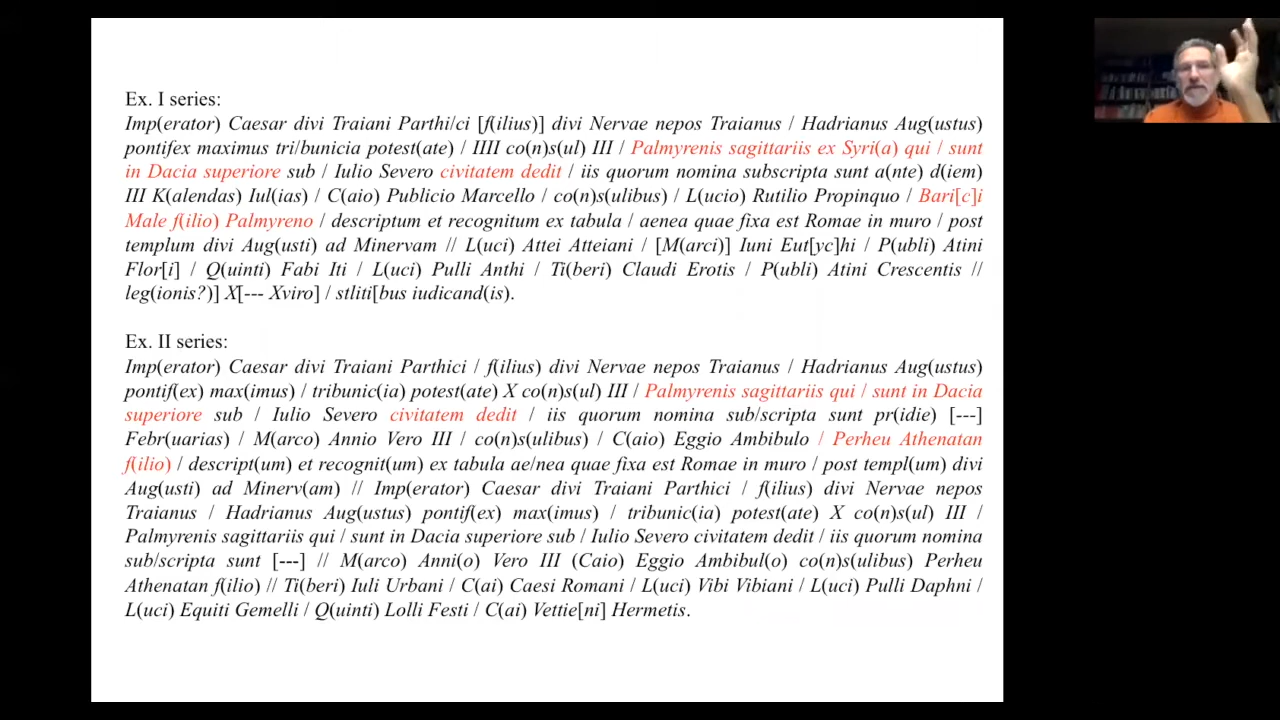 Ex. I series:
Imp(erator) Caesar divi Traiani Parthi/ci [f(ilius)] divi Nervae nepos Traianus / Hadrianus Aug(ustus)
pontifex maximus tri/bunicia potest(ate) / IIII co(n)s(ul) III / Palmyrenis sagittariis ex Syri(a) qui / sunt
in Dacia superiore sub / Iulio Severo civitatem dedit / iis quorum nomina subscripta sunt a(nte) d(iem)
III K(alendas) Iul(ias) / C(aio) Publicio Marcello / co(n)s(ulibus) / L(ucio) Rutilio Propinquo / Bari[c]i
Male f(ilio) Palmyreno / descriptum et recognitum ex tabula / aenea quae fixa est Romae in muro / post
templum divi Aug(usti) ad Minervam // L(uci) Attei Atteiani / [M(arci)] Iuni Eut[yc]hi / P(ubli) Atini
Flor[i] / Q(uinti) Fabi Iti / L(uci) Pulli Anthi / Ti(beri) Claudi Erotis / P(ubli) Atini Crescentis //
leg(ionis?)] X[--- Xviro] / stliti[bus iudicand(is).
Ex. II series:
Imp(erator) Caesar divi Traiani Parthici / f(ilius) divi Nervae nepos Traianus / Hadrianus Aug(ustus)
pontif(ex) max(imus) / tribunic(ia) potest(ate) X co(n)s(ul) III / Palmyrenis sagittariis qui / sunt in Dacia
superiore sub / Iulio Severo civitatem dedit / iis quorum nomina sub/scripta sunt pr(idie) [---]
Febr(uarias) / M(arco) Annio Vero III / co(n)s(ulibus) / C(aio) Eggio Ambibulo / Perheu Athenatan
f(ilio) / descript(um) et recognit(um) ex tabula ae/nea quae fixa est Romae in muro / post templ(um) divi
Aug(usti) ad Minerv(am) // Imp(erator) Caesar divi Traiani Parthici / f(ilius) divi Nervae nepos
Traianus / Hadrianus Aug(ustus) pontif(ex) max(imus) / tribunic(ia) potest(ate) X co(n)s(ul) III /
Palmyrenis sagittariis qui / sunt in Dacia superiore sub / Iulio Severo civitatem dedit / iis quorum nomina
sub/scripta sunt [---] // M(arco) Anni(o) Vero III (Caio) Eggio Ambibul(o) co(n)s(ulibus) Perheu
Athenatan f(ilio) // Ti(beri) Iuli Urbani / C(ai) Caesi Romani / L(uci) Vibi Vibiani / L(uci) Pulli Daphni /
L(uci) Equiti Gemelli / Q(uinti) Lolli Festi / C(ai) Vettie[ni] Hermetis.